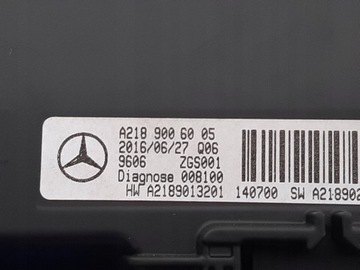 A218 900 60 05
2016/06/27 Q06
9606 ZGS001
Diagnose 008100
HW A2189013201 140700 SW A218902